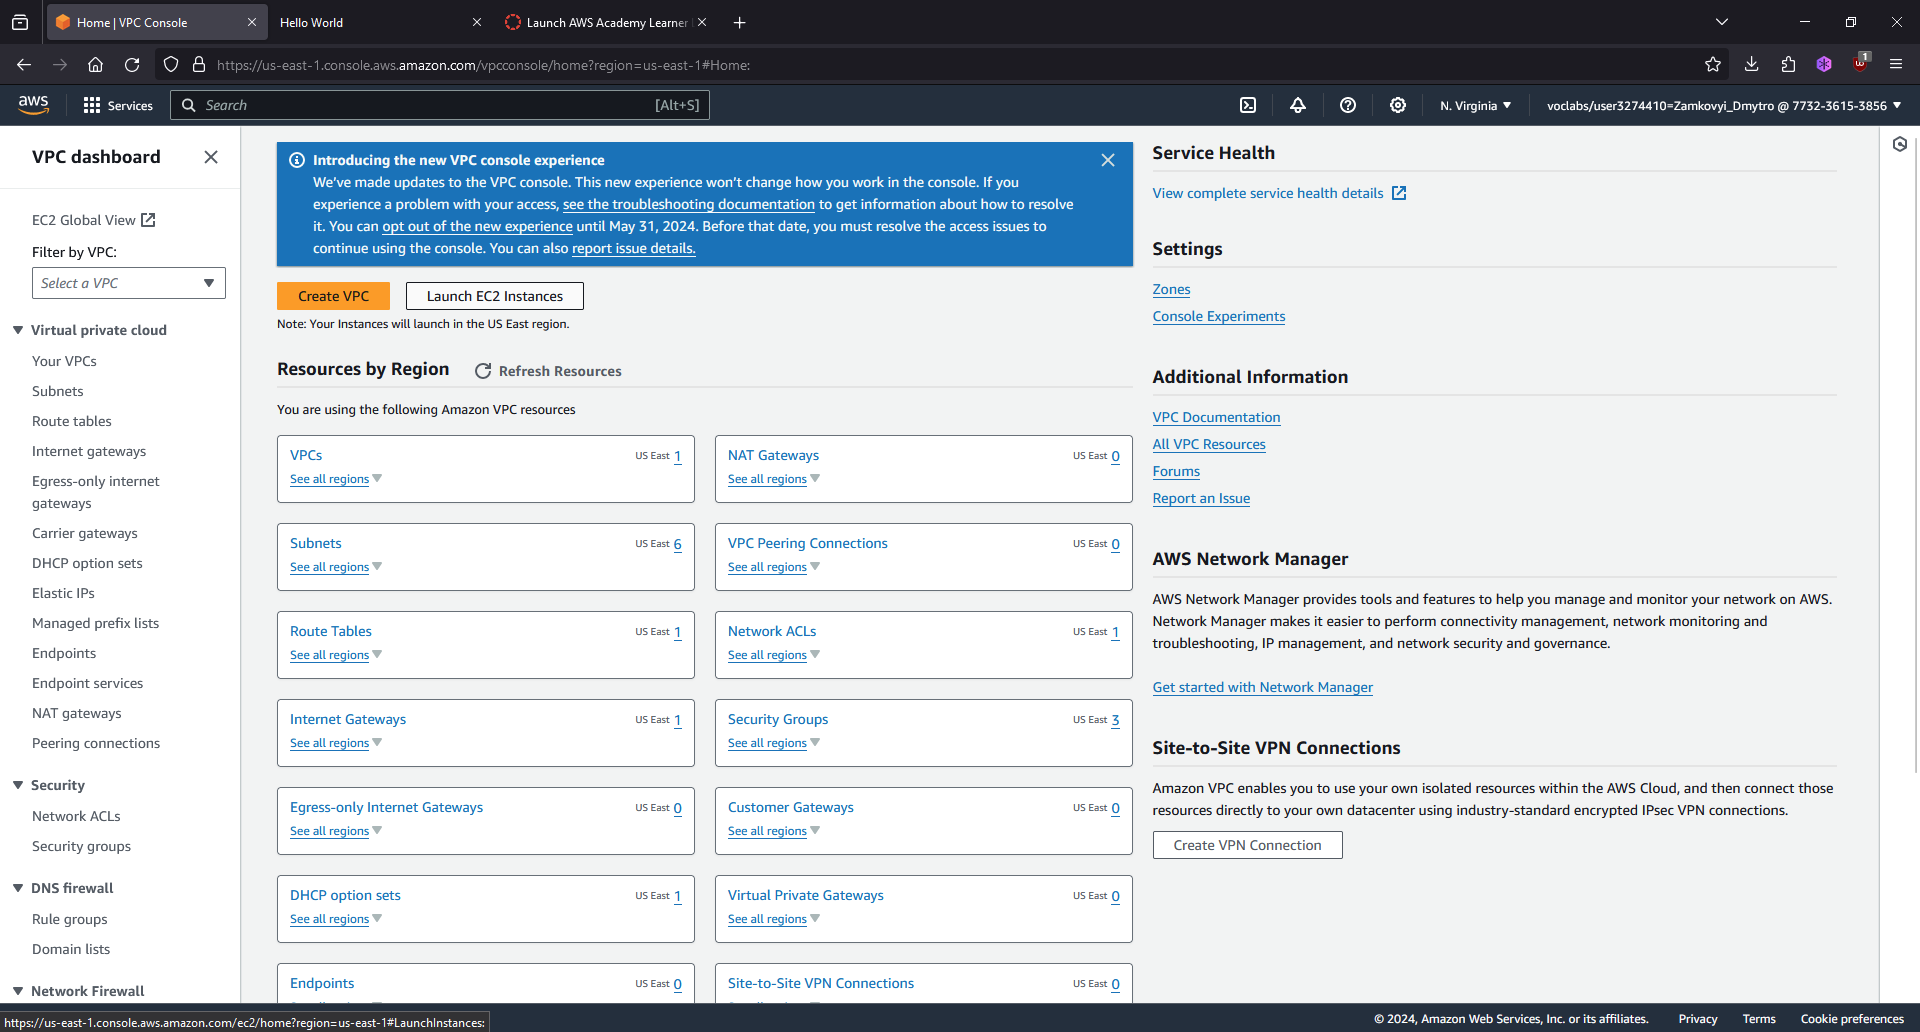 Home | VPC Console
Hello World
Launch AWS Academy Learner
https://us-east-1.console.aws.amazon.com/vpcconsole/home?region=us-east-1#Home:
1
aws
Services
Search
[Alt+S]
N. Virginia
voclabs/user3274410=Zamkovyi_Dmytro @ 7732-3615-3856
VPC dashboard
EC2 Global View
Filter by VPC:
Select a VPC
Virtual private cloud
Your VPCs
Subnets
Route tables
Internet gateways
Egress-only internet
gateways
Carrier gateways
DHCP option sets
Elastic IPs
Managed prefix lists
Endpoints
Endpoint services
NAT gateways
Peering connections
Security
Network ACLs
Security groups
DNS firewall
Rule groups
Domain lists
Network Firewall
Introducing the new VPC console experience
We've made updates to the VPC console. This new experience won't change how you work in the console. If you
experience a problem with your access, see the troubleshooting documentation to get information about how to resolve
it. You can opt out of the new experience until May 31, 2024. Before that date, you must resolve the access issues to
continue using the console. You can also report issue details.
Create VPC
Launch EC2 Instances
Note: Your Instances will launch in the US East region.
Resources by Region
Refresh Resources
You are using the following Amazon VPC resources
VPCs
US East 1
See all regions
NAT Gateways
US East 0
See all regions
Subnets
US East 6
See all regions
VPC Peering Connections
US East 0
See all regions
Route Tables
US East 1
See all regions
Network ACLs
US East 1
See all regions
Internet Gateways
US East 1
See all regions
Security Groups
US East 3
See all regions
Egress-only Internet Gateways
US East 0
See all regions
Customer Gateways
US East 0
See all regions
DHCP option sets
US East 1
See all regions
Virtual Private Gateways
US East 0
See all regions
Endpoints
US East 0
Site-to-Site VPN Connections
US East 0
Service Health
View complete service health details
Settings
Zones
Console Experiments
Additional Information
VPC Documentation
All VPC Resources
Forums
Report an Issue
AWS Network Manager
AWS Network Manager provides tools and features to help you manage and monitor your network on AWS.
Network Manager makes it easier to perform connectivity management, network monitoring and
troubleshooting, IP management, and network security and governance.
Get started with Network Manager
Site-to-Site VPN Connections
Amazon VPC enables you to use your own isolated resources within the AWS Cloud, and then connect those
resources directly to your own datacenter using industry-standard encrypted IPsec VPN connections.
Create VPN Connection
https://us-east-1.console.aws.amazon.com/ec2/home?region=us-east-1#LaunchInstances:
© 2024, Amazon Web Services, Inc. or its affiliates.
Privacy
Terms
Cookie preferences